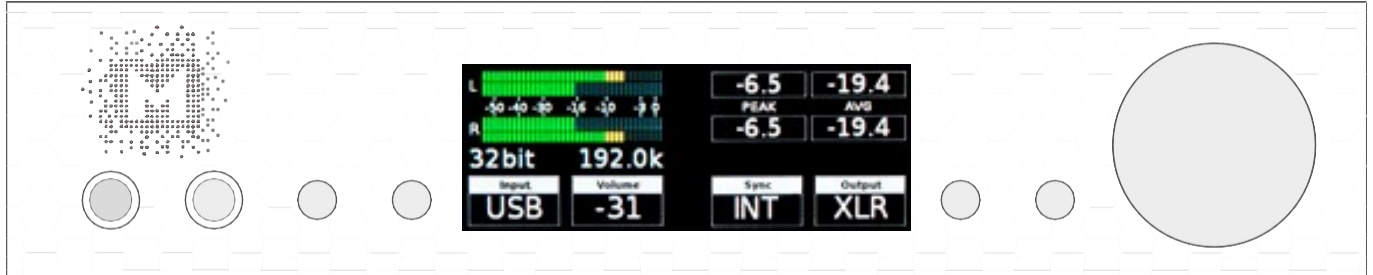 L
-6.5 -19.4
-50 -40 -30 -16 -10 -3 0
PEAK AVG
R
-6.5 -19.4
32bit 192.0k
Input Volume Sync Output
USB -31 INT XLR